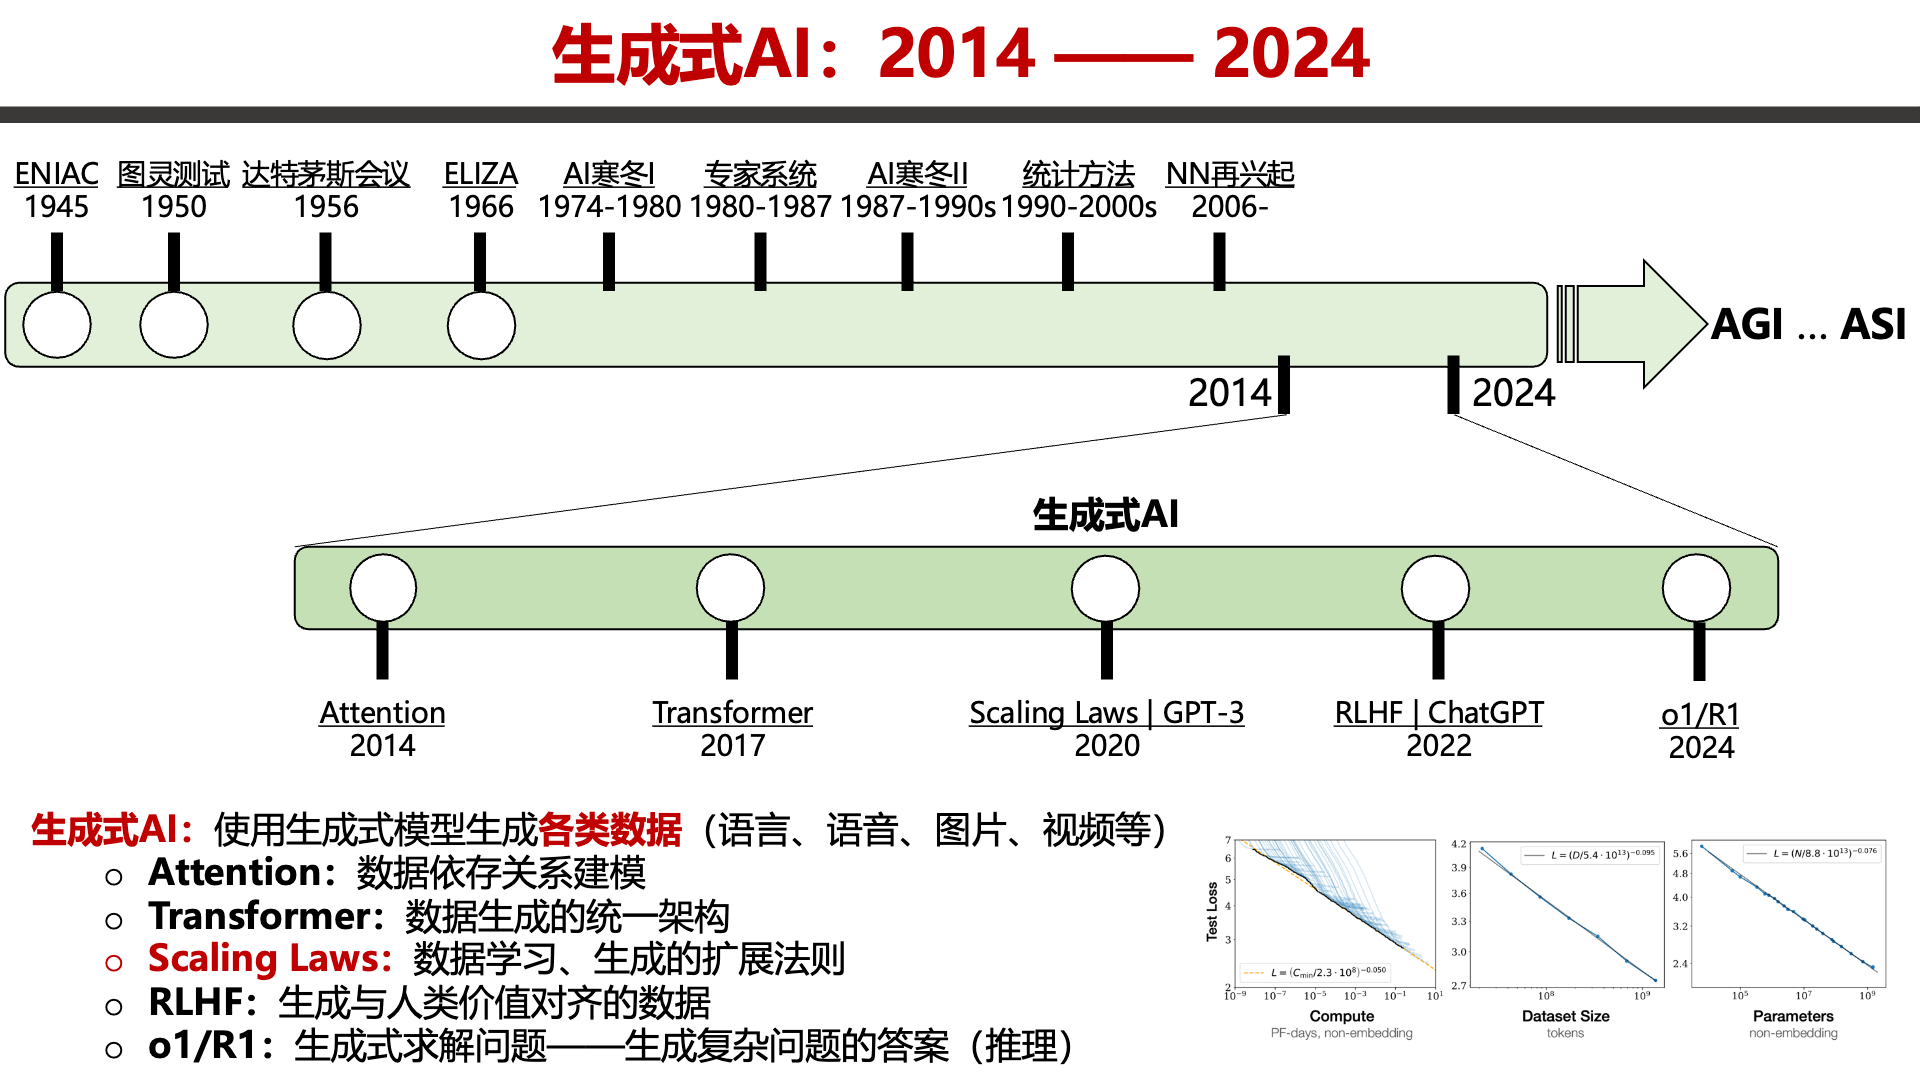 生成式AI：2014 —— 2024
ENIAC
1945
图灵测试
1950
达特茅斯会议
1956
ELIZA
1966
AI寒冬I
1974-1980
专家系统
1980-1987
AI寒冬II
1987-1990s
统计方法
1990-2000s
NN再兴起
2006-
AGI ... ASI
2014
2024
生成式AI
Attention
2014
Transformer
2017
Scaling Laws | GPT-3
2020
RLHF | ChatGPT
2022
o1/R1
2024
生成式AI：使用生成式模型生成各类数据（语言、语音、图片、视频等）
○ Attention：数据依存关系建模
○ Transformer：数据生成的统一架构
○ Scaling Laws：数据学习、生成的扩展法则
○ RLHF：生成与人类价值对齐的数据
○ o1/R1：生成式求解问题——生成复杂问题的答案（推理）
Test Loss
7
6
5
4
3
2
L = (C_min/2.3 · 10^8)^−0.050
10^−9 10^−7 10^−5 10^−3 10^−1 10^1
Compute
PF-days, non-embedding
4.2
3.9
3.6
3.3
3.0
2.7
L = (D/5.4 · 10^13)^−0.095
10^8 10^9
Dataset Size
tokens
5.6
4.8
4.0
3.2
2.4
L = (N/8.8 · 10^13)^−0.076
10^5 10^7 10^9
Parameters
non-embedding